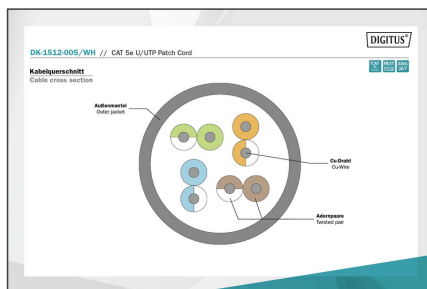 DIGITUS®
DK-1512-005/WH // CAT 5e U/UTP Patch Cord
Kabelquerschnitt
Cable cross section
Außenmantel
Outer jacket
Cu-Draht
Cu-Wire
Adernpaare
Twisted pair